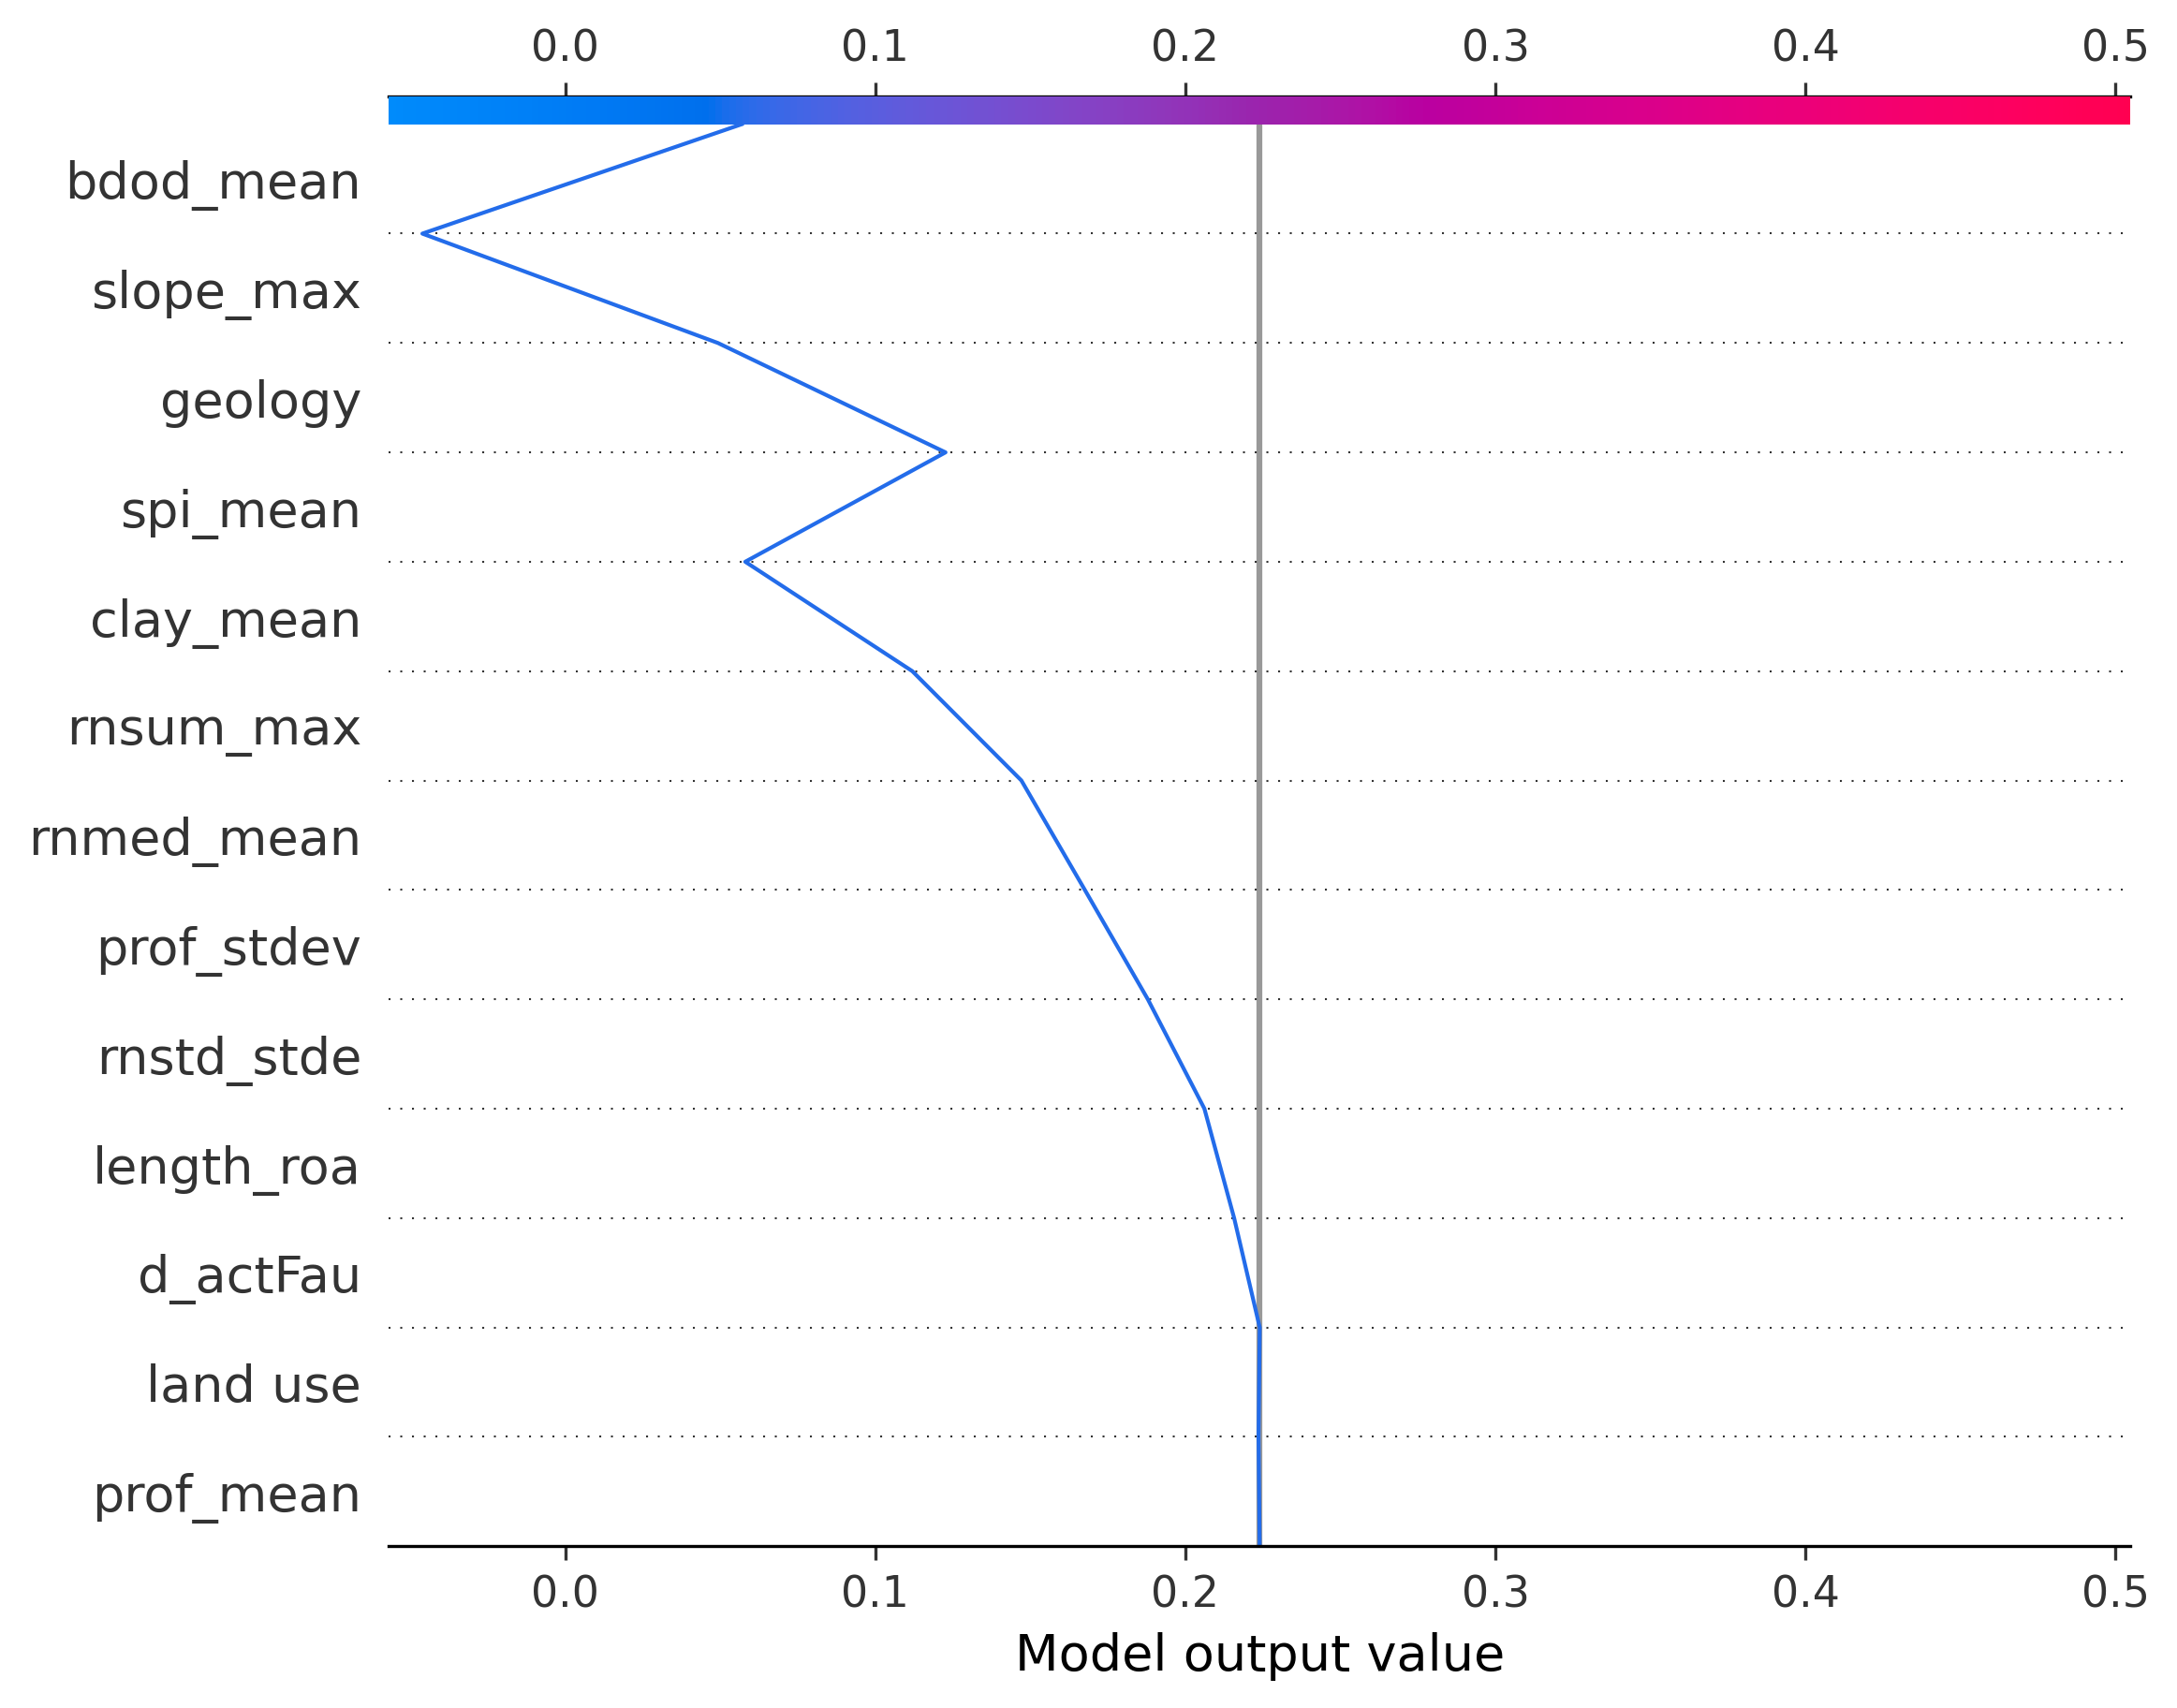 0.0 0.1 0.2 0.3 0.4 0.5
bdod_mean
slope_max
geology
spi_mean
clay_mean
rnsum_max
rnmed_mean
prof_stdev
rnstd_stde
length_roa
d_actFau
land use
prof_mean
0.0 0.1 0.2 0.3 0.4 0.5
Model output value